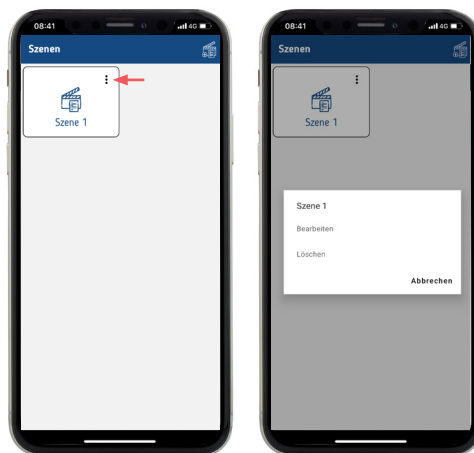 08:41
4G
Szenen
Szene 1
08:41
4G
Szenen
Szene 1
Szene 1
Bearbeiten
Löschen
Abbrechen